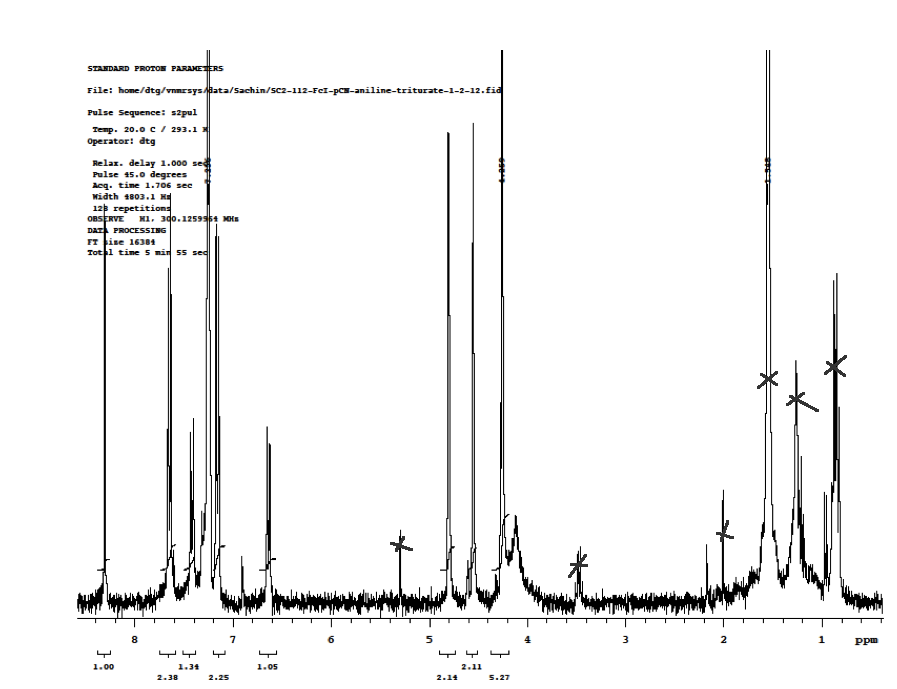 STANDARD PROTON PARAMETERS
File: home/dtg/vnmrsys/data/Sachin/SC2-112-FcI-pCN-aniline-triturate-1-2-12.fid
Pulse Sequence: s2pul
Temp. 20.0 C / 293.1 K
Operator: dtg
Relax. delay 1.000 sec
Pulse 45.0 degrees
Acq. time 1.706 sec
Width 4803.1 Hz
128 repetitions
OBSERVE H1, 300.1259964 MHz
DATA PROCESSING
FT size 16384
Total time 5 min 55 sec
4.259
8 7 6 5 4 3 2 1 ppm
1.00 1.34 1.05 2.11
2.38 2.25 2.14 5.27